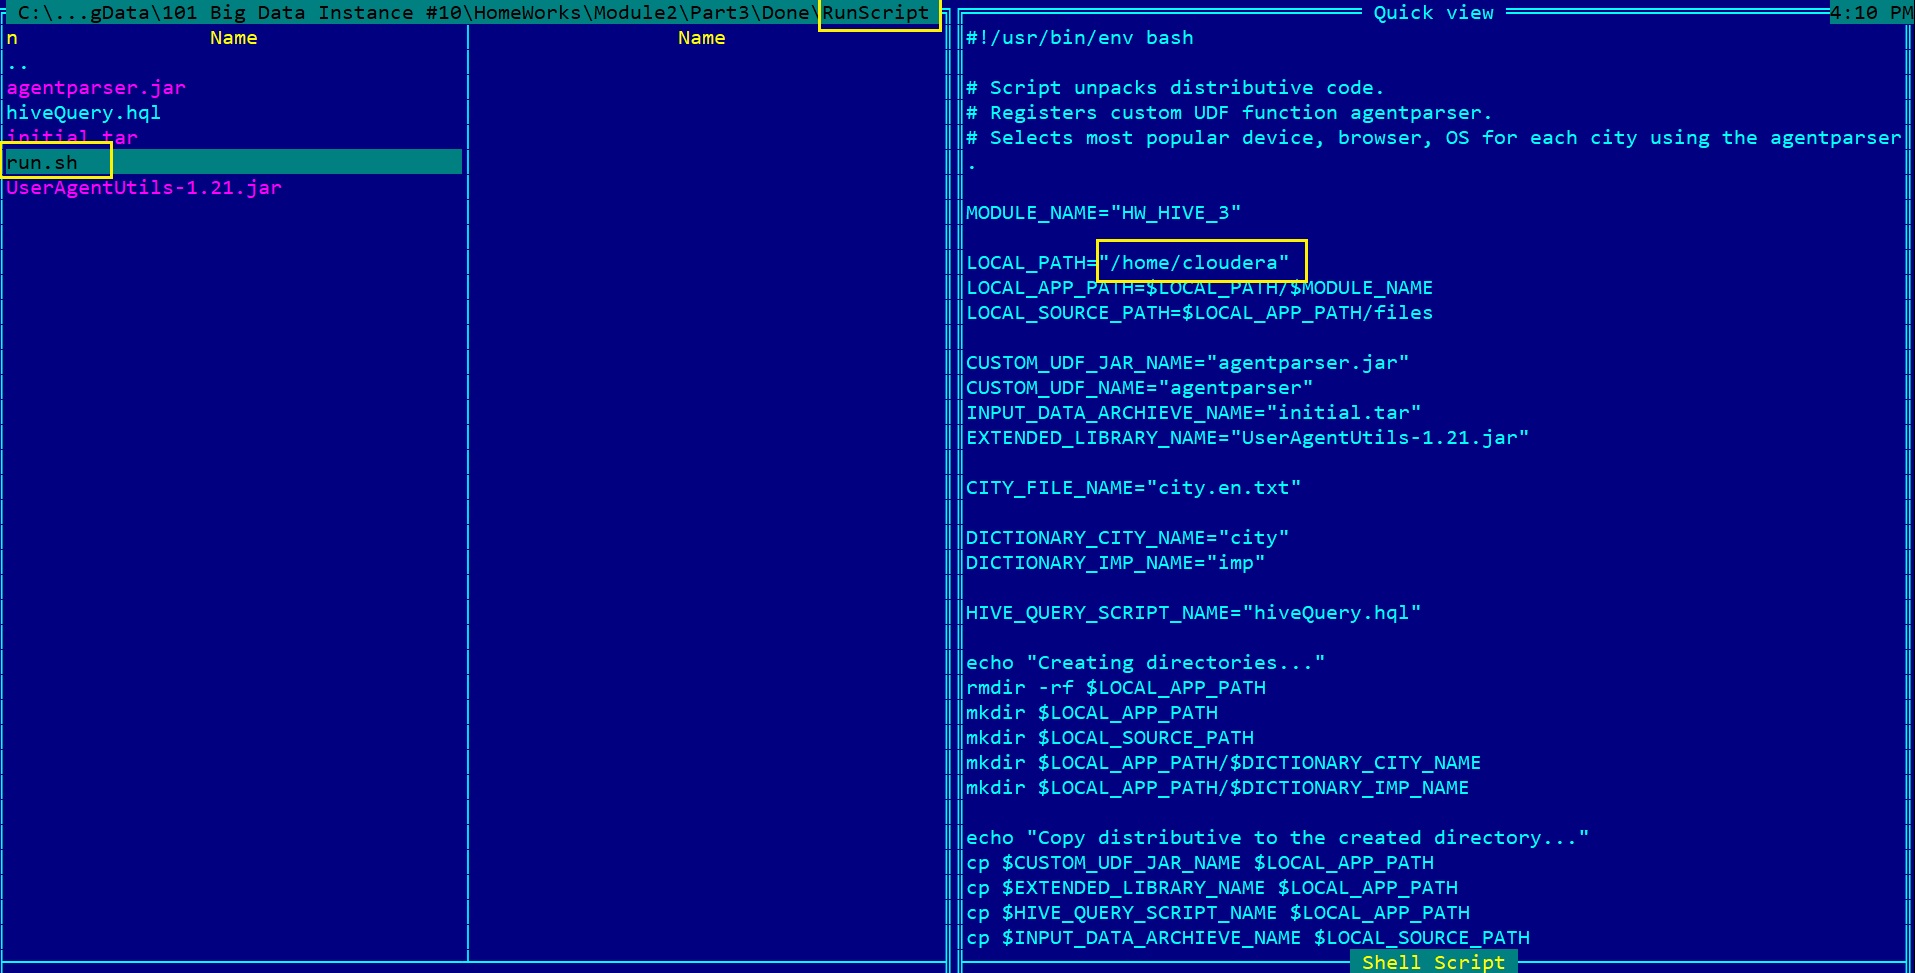 C:\...gData\101 Big Data Instance #10\HomeWorks\Module2\Part3\Done\RunScript
n Name Name
..
agentparser.jar
hiveQuery.hql
initial.tar
run.sh
UserAgentUtils-1.21.jar
Quick view 4:10 PM
#!/usr/bin/env bash
# Script unpacks distributive code.
# Registers custom UDF function agentparser.
# Selects most popular device, browser, OS for each city using the agentparser
.
MODULE_NAME="HW_HIVE_3"
LOCAL_PATH="/home/cloudera"
LOCAL_APP_PATH=$LOCAL_PATH/$MODULE_NAME
LOCAL_SOURCE_PATH=$LOCAL_APP_PATH/files
CUSTOM_UDF_JAR_NAME="agentparser.jar"
CUSTOM_UDF_NAME="agentparser"
INPUT_DATA_ARCHIEVE_NAME="initial.tar"
EXTENDED_LIBRARY_NAME="UserAgentUtils-1.21.jar"
CITY_FILE_NAME="city.en.txt"
DICTIONARY_CITY_NAME="city"
DICTIONARY_IMP_NAME="imp"
HIVE_QUERY_SCRIPT_NAME="hiveQuery.hql"
echo "Creating directories..."
rmdir -rf $LOCAL_APP_PATH
mkdir $LOCAL_APP_PATH
mkdir $LOCAL_SOURCE_PATH
mkdir $LOCAL_APP_PATH/$DICTIONARY_CITY_NAME
mkdir $LOCAL_APP_PATH/$DICTIONARY_IMP_NAME
echo "Copy distributive to the created directory..."
cp $CUSTOM_UDF_JAR_NAME $LOCAL_APP_PATH
cp $EXTENDED_LIBRARY_NAME $LOCAL_APP_PATH
cp $HIVE_QUERY_SCRIPT_NAME $LOCAL_APP_PATH
cp $INPUT_DATA_ARCHIEVE_NAME $LOCAL_SOURCE_PATH
Shell Script